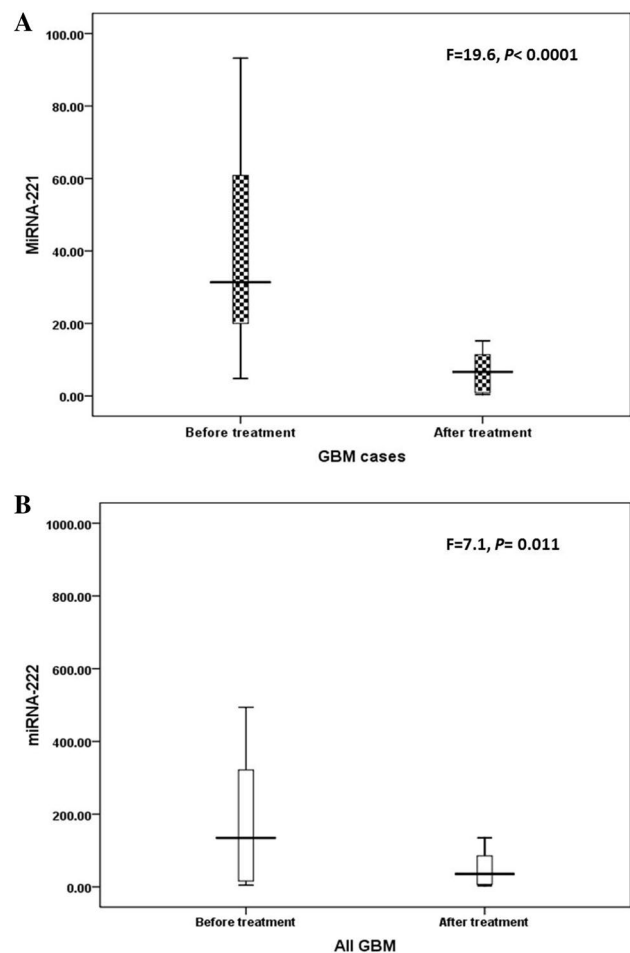 A
F=19.6, P< 0.0001
100.00
80.00
60.00
40.00
20.00
0.00
MiRNA-221
Before treatment
After treatment
GBM cases
B
F=7.1, P= 0.011
1000.00
800.00
600.00
400.00
200.00
0.00
miRNA-222
Before treatment
After treatment
All GBM